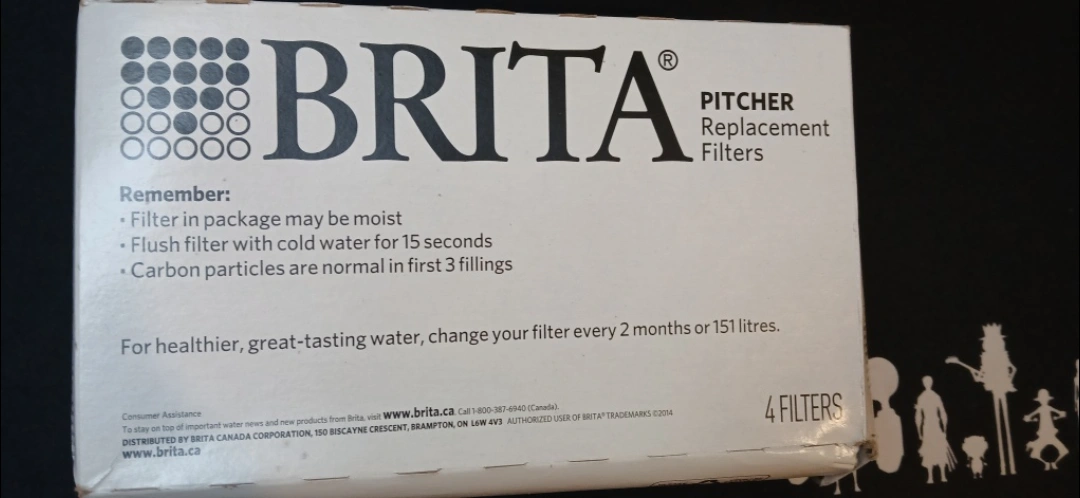 BRITA®
PITCHER
Replacement
Filters
Remember:
· Filter in package may be moist
· Flush filter with cold water for 15 seconds
· Carbon particles are normal in first 3 fillings
For healthier, great-tasting water, change your filter every 2 months or 151 litres.
Consumer Assistance
To stay on top of important water news and new products from Brita, visit www.brita.ca. Call 1-800-387-6940 (Canada).
DISTRIBUTED BY BRITA CANADA CORPORATION, 150 BISCAYNE CRESCENT, BRAMPTON, ON L6W 4V3 AUTHORIZED USER OF BRITA® TRADEMARKS ©2014
www.brita.ca
4 FILTERS